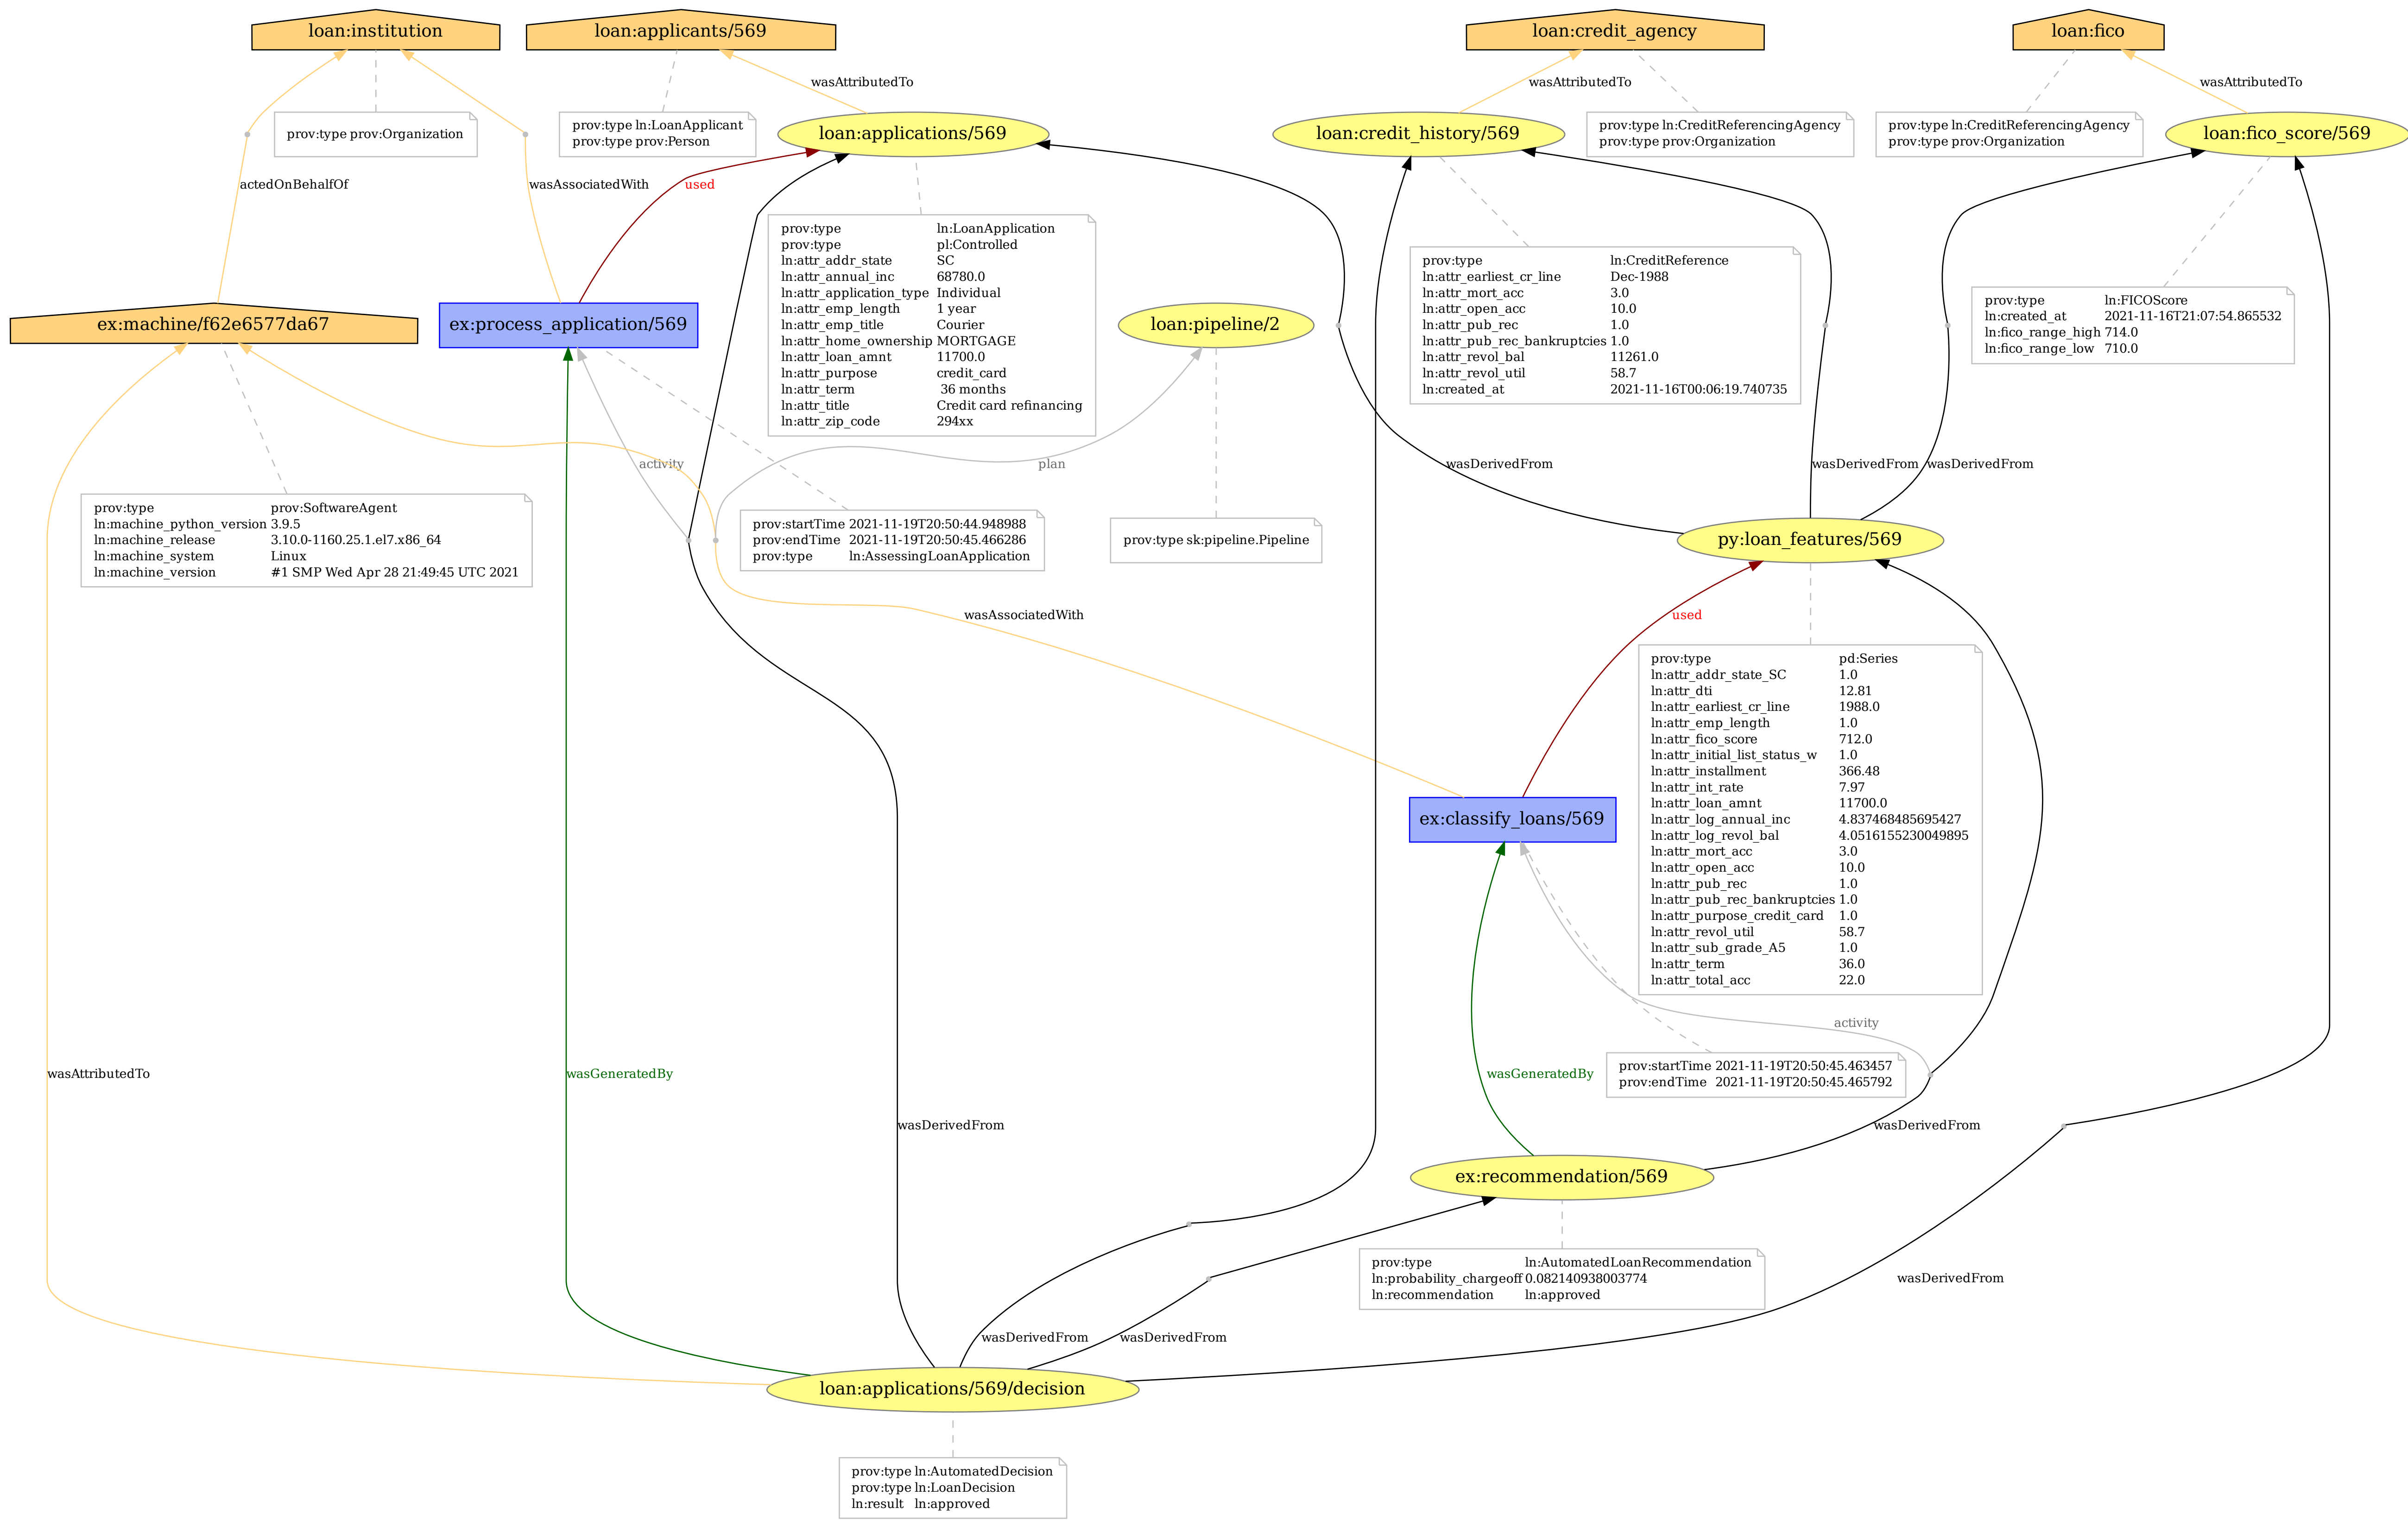 loan:institution
loan:applicants/569
loan:credit_agency
loan:fico
wasAttributedTo
wasAttributedTo
wasAttributedTo
prov:type prov:Organization
prov:type ln:LoanApplicant
prov:type prov:Person
loan:applications/569
loan:credit_history/569
prov:type ln:CreditReferencingAgency
prov:type prov:Organization
prov:type ln:CreditReferencingAgency
prov:type prov:Organization
loan:fico_score/569
actedOnBehalfOf
wasAssociatedWith
used
prov:type ln:LoanApplication
prov:type pl:Controlled
ln:attr_addr_state SC
ln:attr_annual_inc 68780.0
ln:attr_application_type Individual
ln:attr_emp_length 1 year
ln:attr_emp_title Courier
ln:attr_home_ownership MORTGAGE
ln:attr_loan_amnt 11700.0
ln:attr_purpose credit_card
ln:attr_term 36 months
ln:attr_title Credit card refinancing
ln:attr_zip_code 294xx
prov:type ln:CreditReference
ln:attr_earliest_cr_line Dec-1988
ln:attr_mort_acc 3.0
ln:attr_open_acc 10.0
ln:attr_pub_rec 1.0
ln:attr_pub_rec_bankruptcies 1.0
ln:attr_revol_bal 11261.0
ln:attr_revol_util 58.7
ln:created_at 2021-11-16T00:06:19.740735
prov:type ln:FICOScore
ln:created_at 2021-11-16T21:07:54.865532
ln:fico_range_high 714.0
ln:fico_range_low 710.0
ex:machine/f62e6577da67
ex:process_application/569
loan:pipeline/2
activity
plan
wasDerivedFrom
wasDerivedFrom
wasDerivedFrom
prov:type prov:SoftwareAgent
ln:machine_python_version 3.9.5
ln:machine_release 3.10.0-1160.25.1.el7.x86_64
ln:machine_system Linux
ln:machine_version #1 SMP Wed Apr 28 21:49:45 UTC 2021
prov:startTime 2021-11-19T20:50:44.948988
prov:endTime 2021-11-19T20:50:45.466286
prov:type ln:AssessingLoanApplication
prov:type sk:pipeline.Pipeline
py:loan_features/569
wasAssociatedWith
used
prov:type pd:Series
ln:attr_addr_state_SC 1.0
ln:attr_dti 12.81
ln:attr_earliest_cr_line 1988.0
ln:attr_emp_length 1.0
ln:attr_fico_score 712.0
ln:attr_initial_list_status_w 1.0
ln:attr_installment 366.48
ln:attr_int_rate 7.97
ln:attr_loan_amnt 11700.0
ln:attr_log_annual_inc 4.837468485695427
ln:attr_log_revol_bal 4.0516155230049895
ln:attr_mort_acc 3.0
ln:attr_open_acc 10.0
ln:attr_pub_rec 1.0
ln:attr_pub_rec_bankruptcies 1.0
ln:attr_purpose_credit_card 1.0
ln:attr_revol_util 58.7
ln:attr_sub_grade_A5 1.0
ln:attr_term 36.0
ln:attr_total_acc 22.0
ex:classify_loans/569
activity
wasAttributedTo
wasGeneratedBy
wasGeneratedBy
prov:startTime 2021-11-19T20:50:45.463457
prov:endTime 2021-11-19T20:50:45.465792
wasDerivedFrom
wasDerivedFrom
ex:recommendation/569
prov:type ln:AutomatedLoanRecommendation
ln:probability_chargeoff 0.082140938003774
ln:recommendation ln:approved
wasDerivedFrom
wasDerivedFrom
wasDerivedFrom
loan:applications/569/decision
prov:type ln:AutomatedDecision
prov:type ln:LoanDecision
ln:result ln:approved